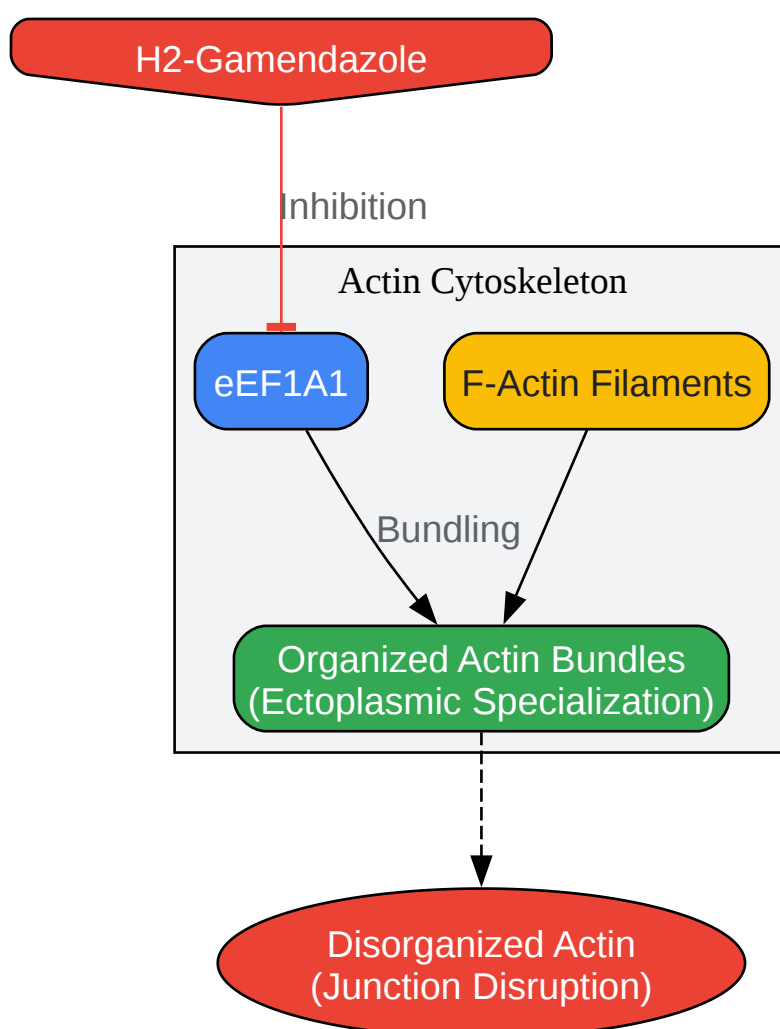 H2-Gamendazole
Inhibition
Actin Cytoskeleton
eEF1A1
F-Actin Filaments
Bundling
Organized Actin Bundles
(Ectoplasmic Specialization)
Disorganized Actin
(Junction Disruption)